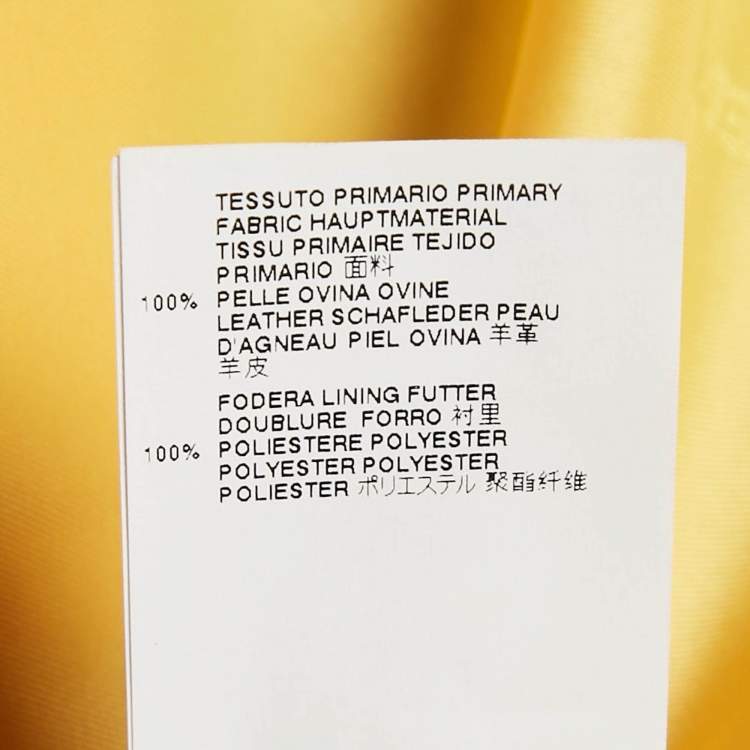 TESSUTO PRIMARIO PRIMARY
FABRIC HAUPTMATERIAL
TISSU PRIMAIRE TEJIDO
PRIMARIO 面料
100% PELLE OVINA OVINE
LEATHER SCHAFLEDER PEAU
D'AGNEAU PIEL OVINA 羊革
羊皮
FODERA LINING FUTTER
DOUBLURE FORRO 衬里
100% POLIESTERE POLYESTER
POLYESTER POLYESTER
POLIESTER ポリエステル 聚酯纤维